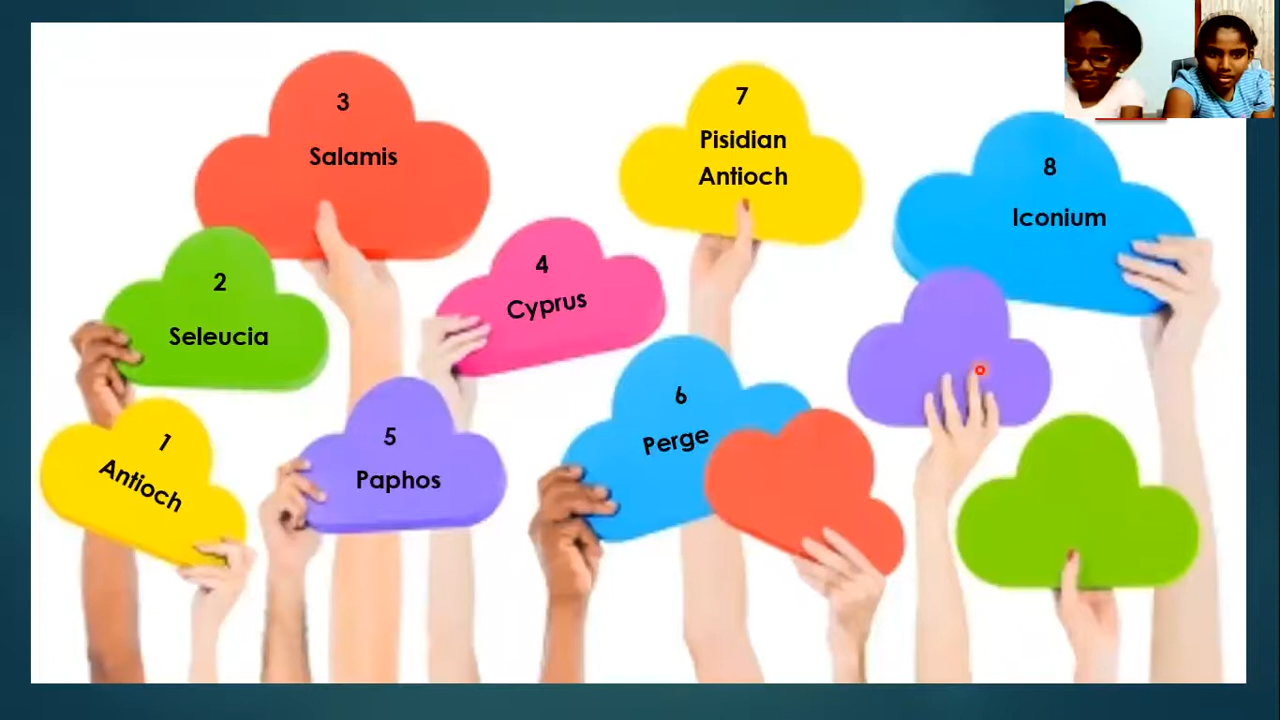 1
Antioch
2
Seleucia
3
Salamis
4
Cyprus
5
Paphos
6
Perge
7
Pisidian
Antioch
8
Iconium